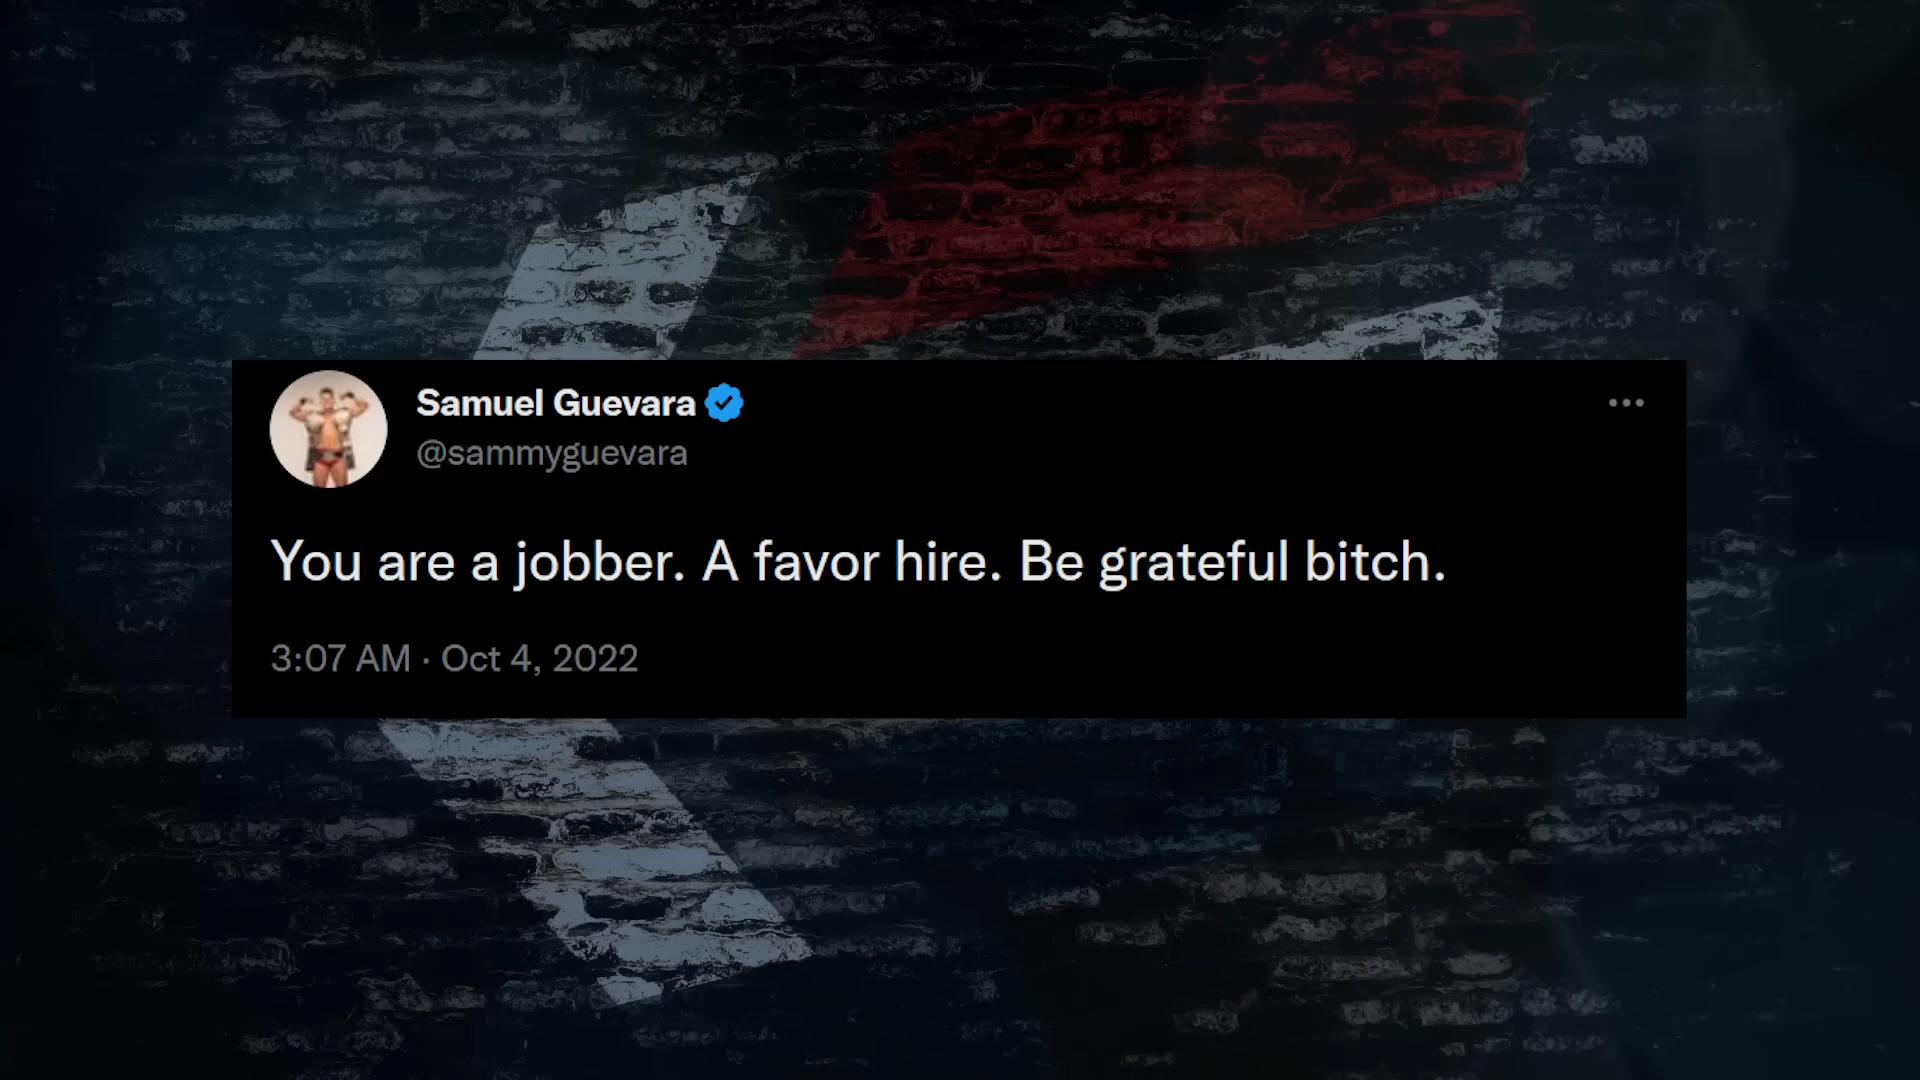 Samuel Guevara
@sammyguevara
You are a jobber. A favor hire. Be grateful bitch.
3:07 AM · Oct 4, 2022